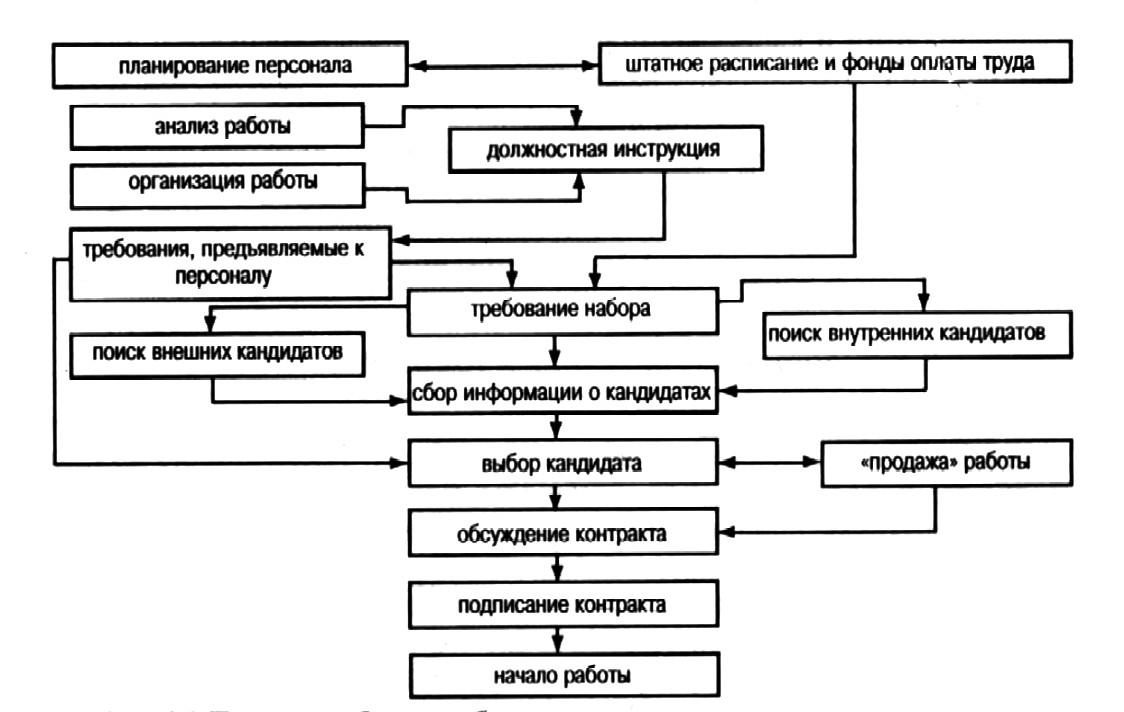 планирование персонала
штатное расписание и фонды оплаты труда
анализ работы
должностная инструкция
организация работы
требования, предъявляемые к
персоналу
требование набора
поиск внутренних кандидатов
поиск внешних кандидатов
сбор информации о кандидатах
выбор кандидата
«продажа» работы
обсуждение контракта
подписание контракта
начало работы